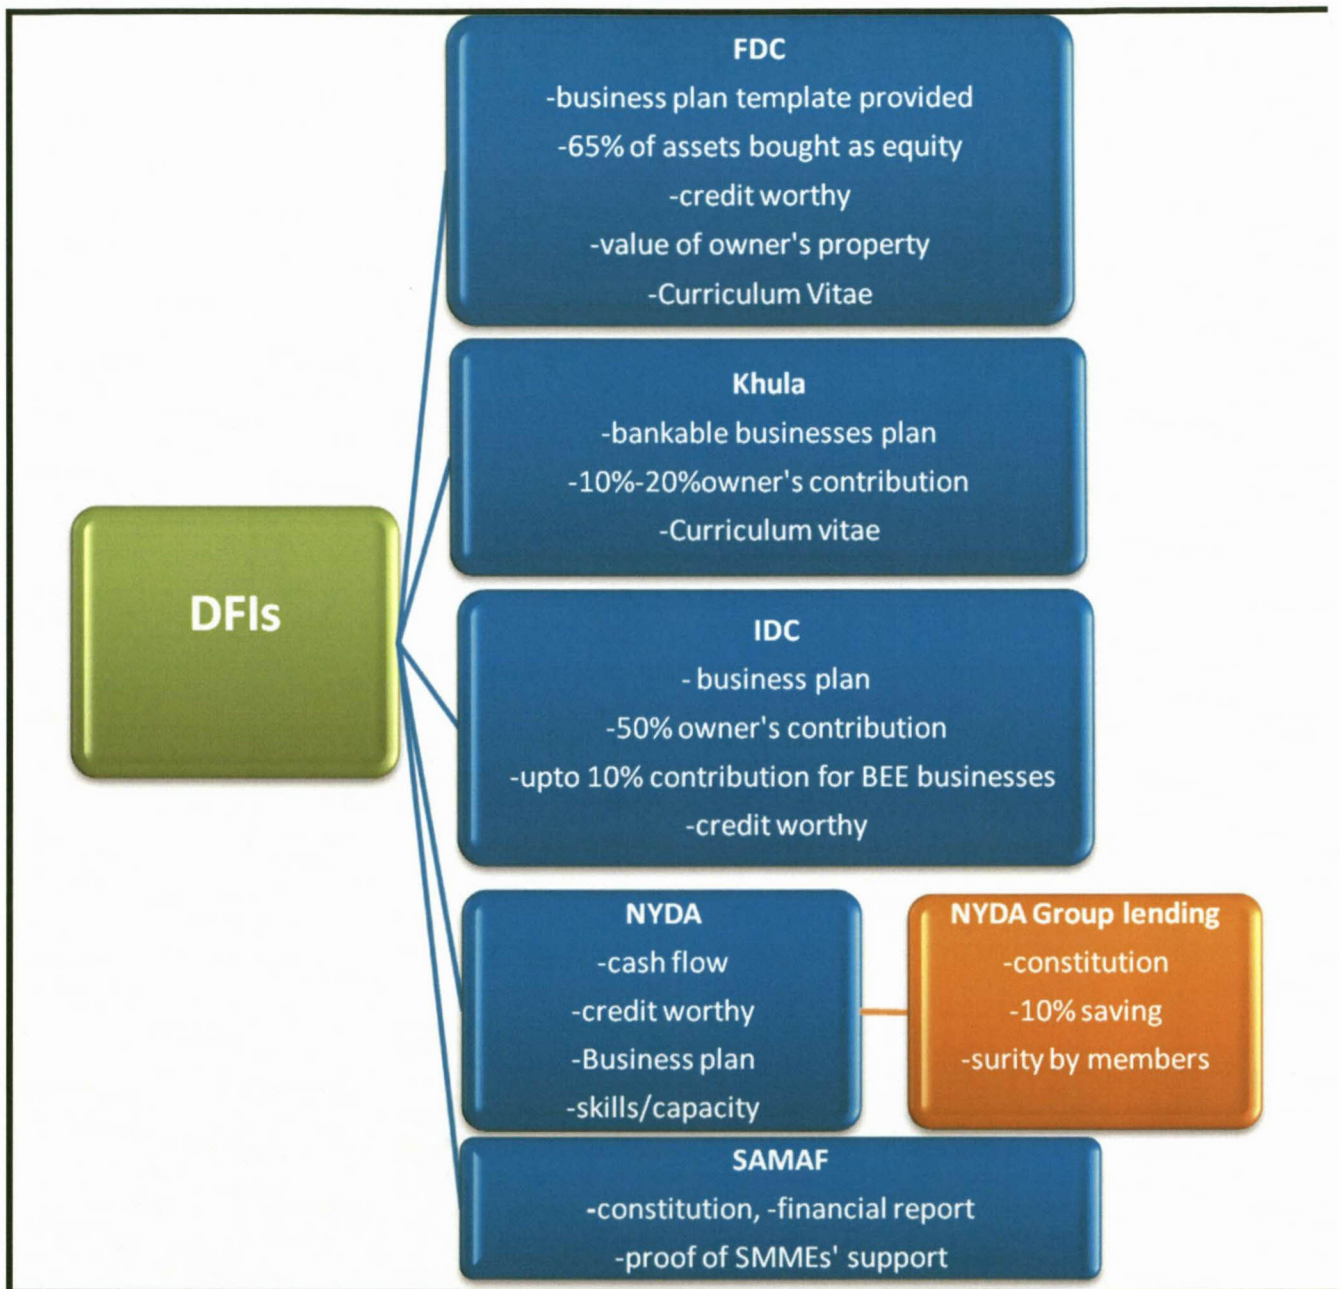 DFIs
FDC
-business plan template provided
-65% of assets bought as equity
-credit worthy
-value of owner's property
-Curriculum Vitae
Khula
-bankable businesses plan
-10%-20%owner's contribution
-Curriculum vitae
IDC
- business plan
-50% owner's contribution
-upto 10% contribution for BEE businesses
-credit worthy
NYDA
-cash flow
-credit worthy
-Business plan
-skills/capacity
NYDA Group lending
-constitution
-10% saving
-surity by members
SAMAF
-constitution, -financial report
-proof of SMMEs' support